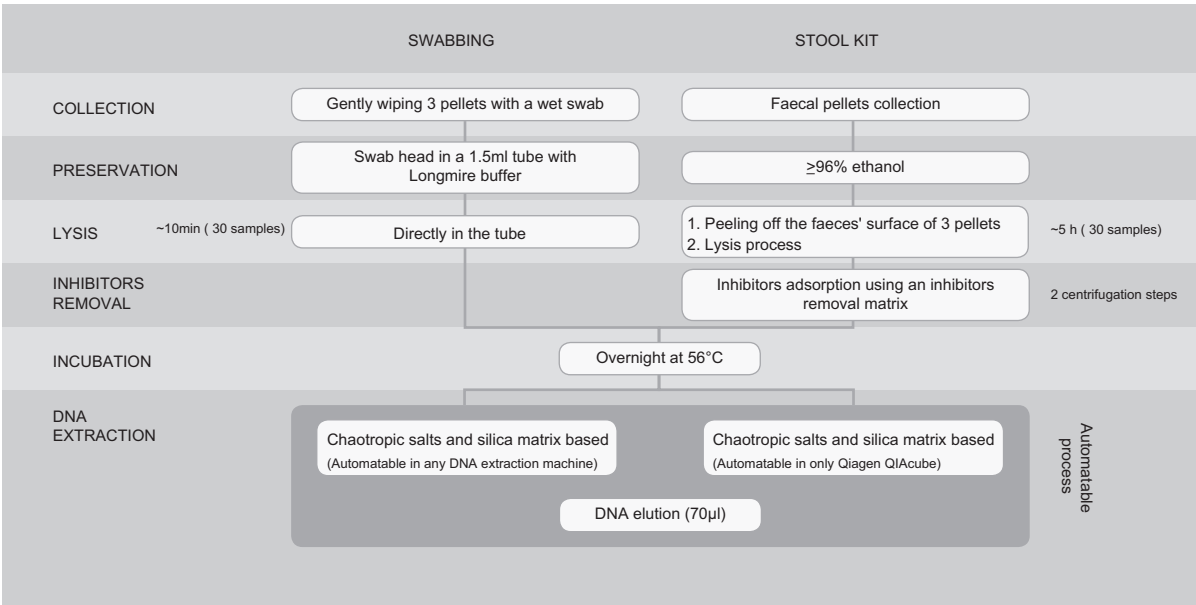 SWABBING
STOOL KIT
COLLECTION
Gently wiping 3 pellets with a wet swab
Faecal pellets collection
PRESERVATION
Swab head in a 1.5ml tube with
Longmire buffer
≥96% ethanol
LYSIS
~10min ( 30 samples)
Directly in the tube
1. Peeling off the faeces' surface of 3 pellets
2. Lysis process
~5 h ( 30 samples)
INHIBITORS
REMOVAL
Inhibitors adsorption using an inhibitors
removal matrix
2 centrifugation steps
INCUBATION
Overnight at 56°C
DNA
EXTRACTION
Chaotropic salts and silica matrix based
(Automatable in any DNA extraction machine)
Chaotropic salts and silica matrix based
(Automatable in only Qiagen QIAcube)
DNA elution (70µl)
Automatable
process